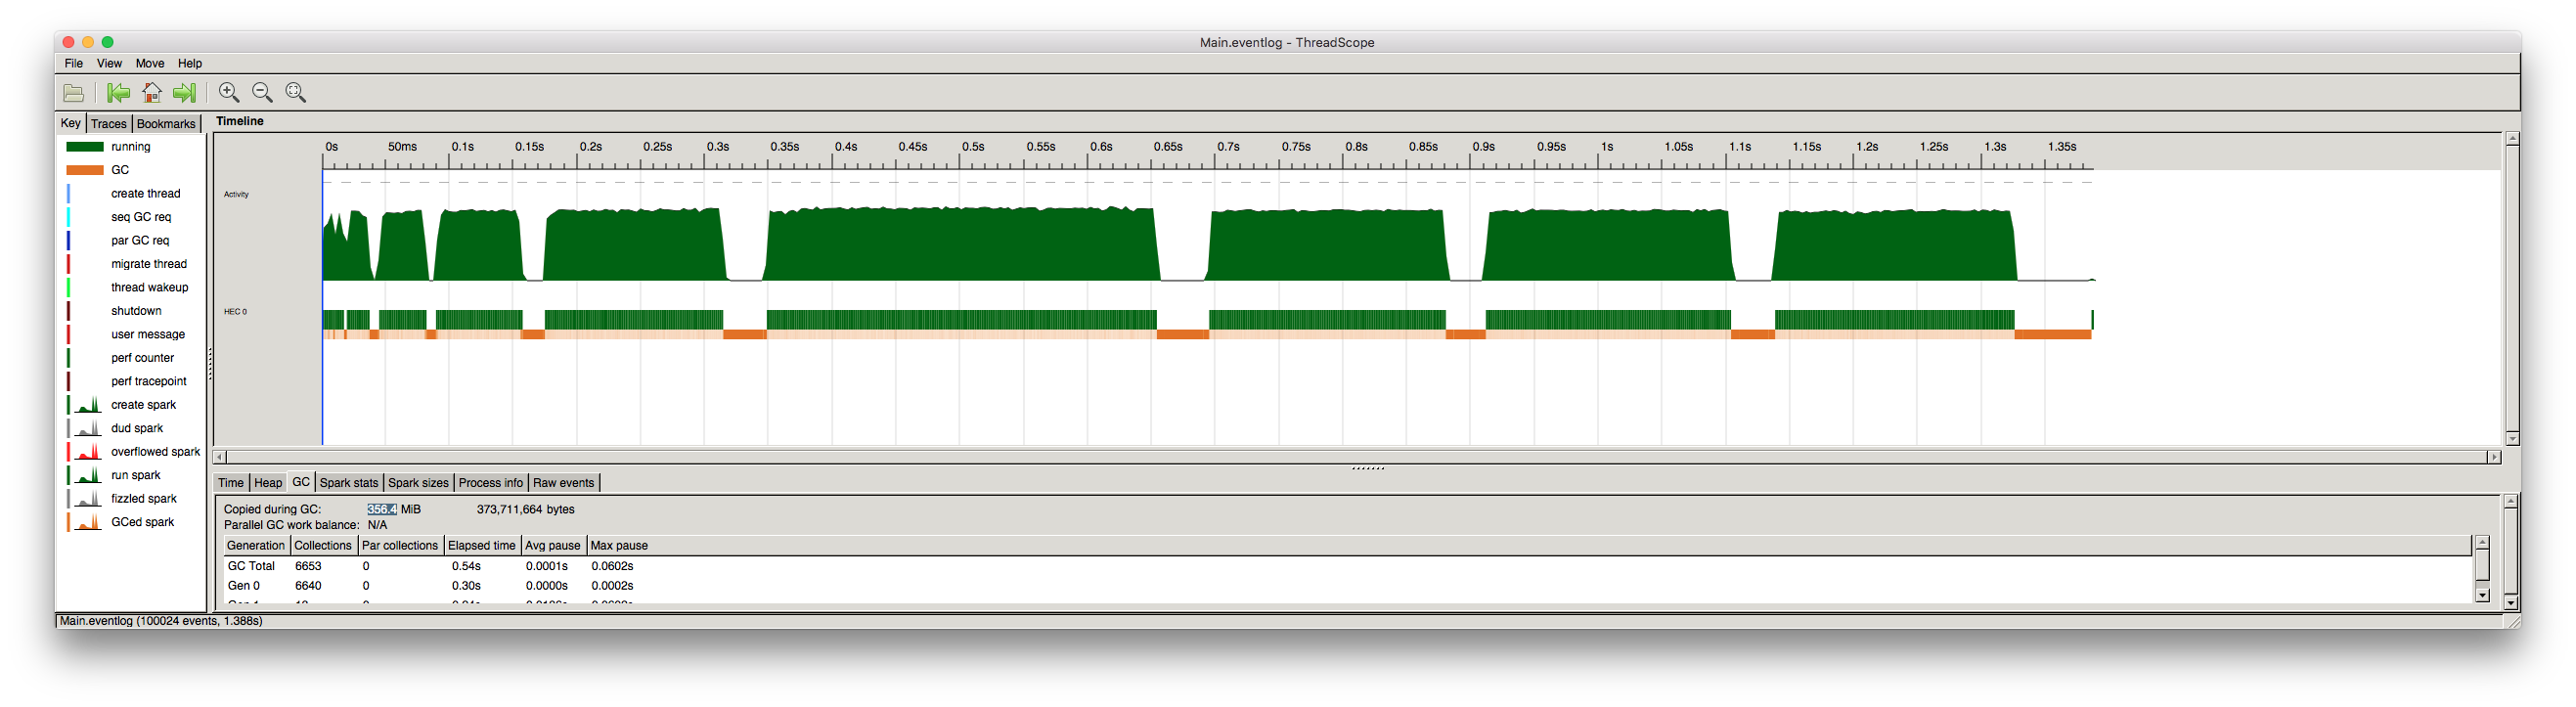 Main.eventlog - ThreadScope
File View Move Help
Key Traces Bookmarks
running
GC
create thread
seq GC req
par GC req
migrate thread
thread wakeup
shutdown
user message
perf counter
perf tracepoint
create spark
dud spark
overflowed spark
run spark
fizzled spark
GCed spark
Timeline
0s 50ms 0.1s 0.15s 0.2s 0.25s 0.3s 0.35s 0.4s 0.45s 0.5s 0.55s 0.6s 0.65s 0.7s 0.75s 0.8s 0.85s 0.9s 0.95s 1s 1.05s 1.1s 1.15s 1.2s 1.25s 1.3s 1.35s
Activity
HEC 0
Time Heap GC Spark stats Spark sizes Process info Raw events
Copied during GC: 356.4 MiB 373,711,664 bytes
Parallel GC work balance: N/A
Generation Collections Par collections Elapsed time Avg pause Max pause
GC Total 6653 0 0.54s 0.0001s 0.0602s
Gen 0 6640 0 0.30s 0.0000s 0.0002s
Main.eventlog (100024 events, 1.388s)